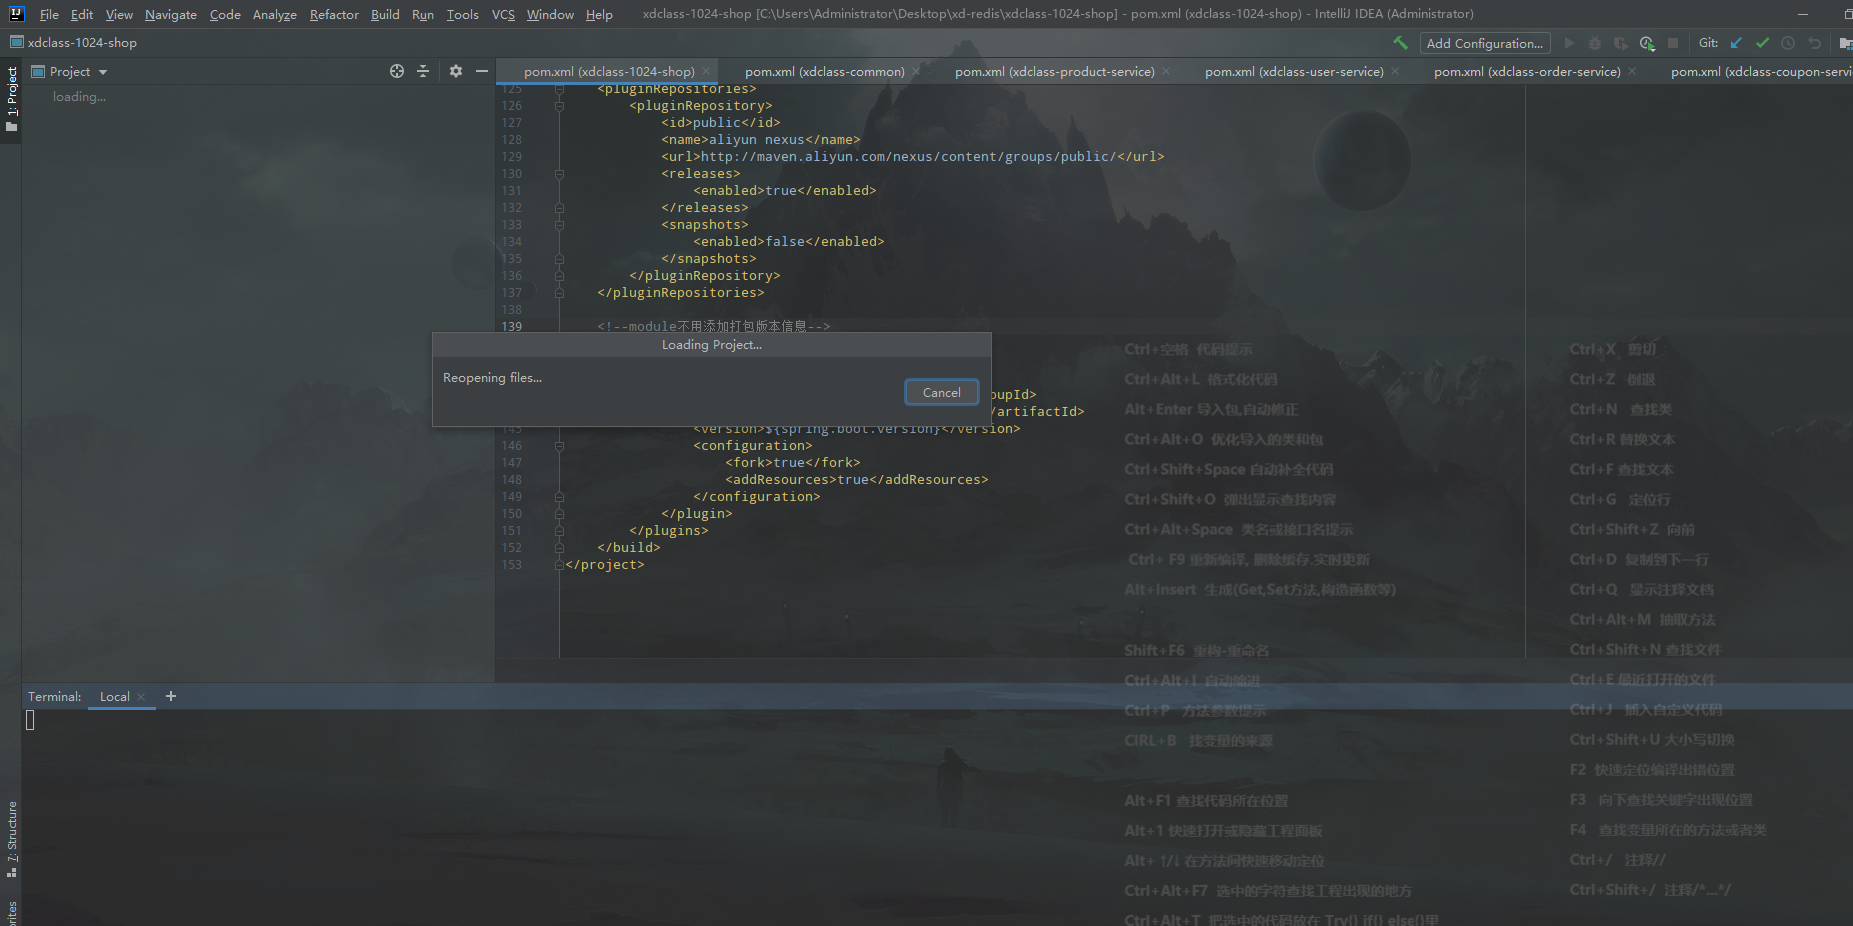 File Edit View Navigate Code Analyze Refactor Build Run Tools VCS Window Help xdclass-1024-shop [C:\Users\Administrator\Desktop\xd-redis\xdclass-1024-shop] - pom.xml (xdclass-1024-shop) - IntelliJ IDEA (Administrator)
xdclass-1024-shop Add Configuration... Git:
1: Project
Project
loading...
pom.xml (xdclass-1024-shop) pom.xml (xdclass-common) pom.xml (xdclass-product-service) pom.xml (xdclass-user-service) pom.xml (xdclass-order-service) pom.xml (xdclass-coupon-servi
125 <pluginRepositories>
126 <pluginRepository>
127 <id>public</id>
128 <name>aliyun nexus</name>
129 <url>http://maven.aliyun.com/nexus/content/groups/public/</url>
130 <releases>
131 <enabled>true</enabled>
132 </releases>
133 <snapshots>
134 <enabled>false</enabled>
135 </snapshots>
136 </pluginRepository>
137 </pluginRepositories>
138
139 <!--module不用添加打包版本信息-->
Loading Project...
Reopening files...
Cancel
oupId>
/artifactId>
145 <version>${spring.boot.version}</version>
146 <configuration>
147 <fork>true</fork>
148 <addResources>true</addResources>
149 </configuration>
150 </plugin>
151 </plugins>
152 </build>
153 </project>
Ctrl+空格 代码提示
Ctrl+Alt+L 格式化代码
Alt+Enter 导入包,自动修正
Ctrl+Alt+O 优化导入的类和包
Ctrl+Shift+Space 自动补全代码
Ctrl+Shift+O 弹出显示查找内容
Ctrl+Alt+Space 类名或接口名提示
Ctrl+ F9 重新编译, 删除缓存.实时更新
Alt+Insert 生成(Get,Set方法,构造函数等)
Shift+F6 重构-重命名
Ctrl+Alt+I 自动缩进
Ctrl+P 方法参数提示
CIRL+B 找变量的来源
Alt+F1 查找代码所在位置
Alt+1 快速打开或隐藏工程面板
Alt+ ↑/↓ 在方法间快速移动定位
Ctrl+Alt+F7 选中的字符查找工程出现的地方
Ctrl+Alt+T 把选中的代码放在 Try{} if{} else{}里
Ctrl+X 剪切
Ctrl+Z 倒退
Ctrl+N 查找类
Ctrl+R 替换文本
Ctrl+F 查找文本
Ctrl+G 定位行
Ctrl+Shift+Z 向前
Ctrl+D 复制到下一行
Ctrl+Q 显示注释文档
Ctrl+Alt+M 抽取方法
Ctrl+Shift+N 查找文件
Ctrl+E 最近打开的文件
Ctrl+J 插入自定义代码
Ctrl+Shift+U 大小写切换
F2 快速定位编译出错位置
F3 向下查找关键字出现位置
F4 查找变量所在的方法或者类
Ctrl+/ 注释//
Ctrl+Shift+/ 注释/*...*/
Terminal: Local +
7: Structure
orites